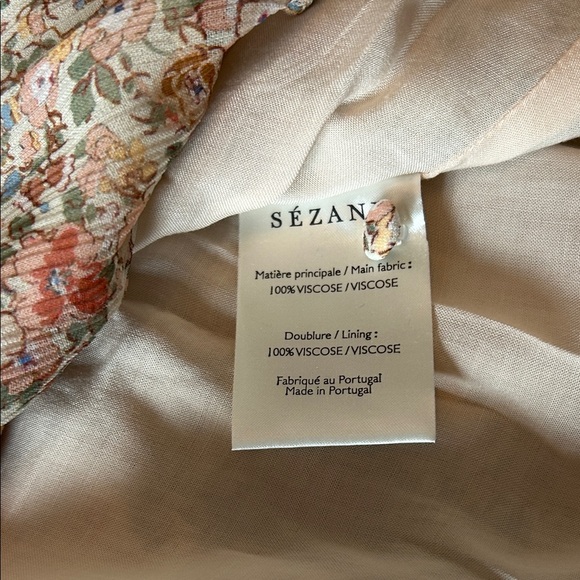 SÉZAN
Matière principale / Main fabric :
100% VISCOSE / VISCOSE
Doublure / Lining :
100% VISCOSE / VISCOSE
Fabriqué au Portugal
Made in Portugal